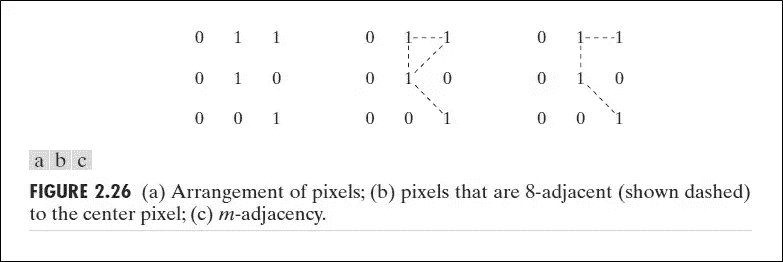 0 1 1 0 1 1 0 1 1
0 1 0 0 1 0 0 1 0
0 0 1 0 0 1 0 0 1
a b c
FIGURE 2.26 (a) Arrangement of pixels; (b) pixels that are 8-adjacent (shown dashed)
to the center pixel; (c) m-adjacency.